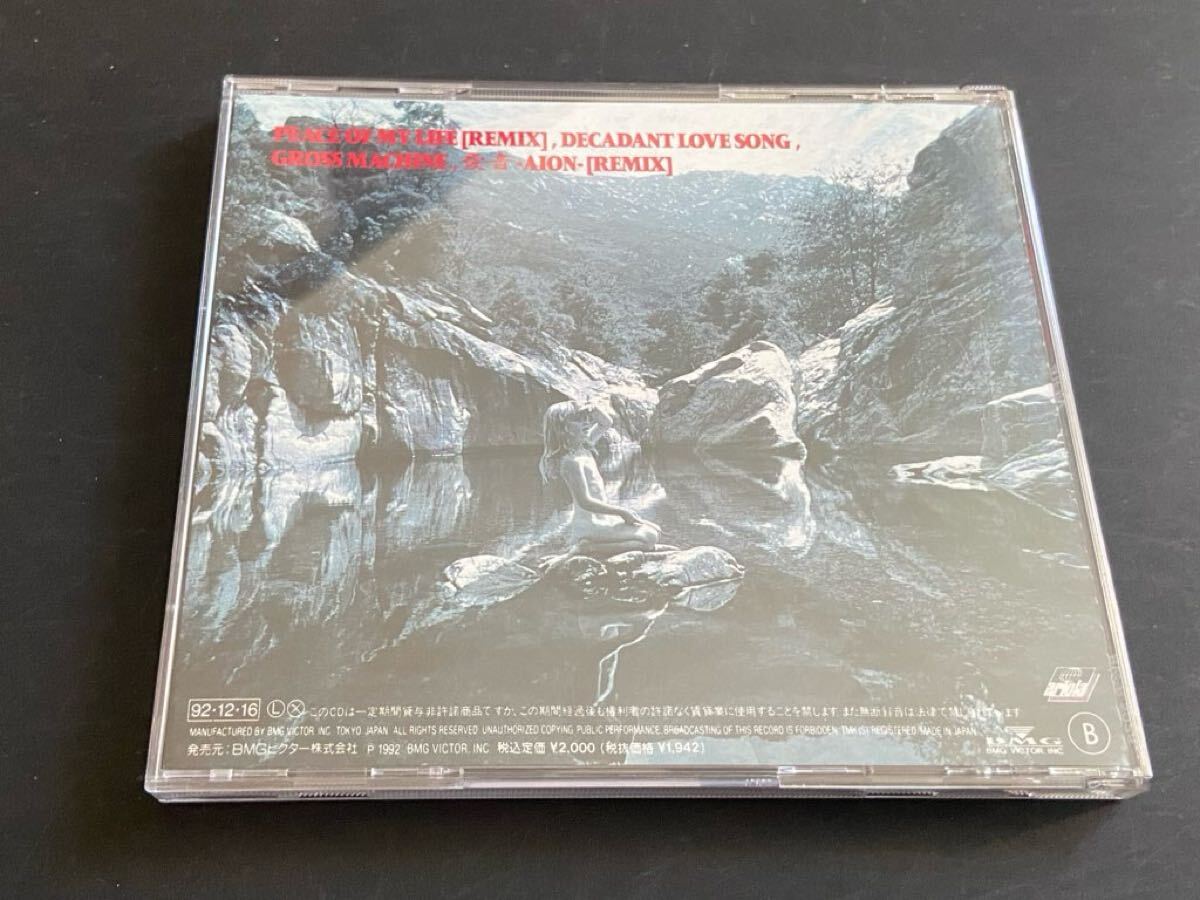 PEACE OF MY LIFE [REMIX] , DECADANT LOVE SONG ,
GROSS MACHINE , -AION- [REMIX]
ariola
92・12・16 Ⓛ Ⓧ このCDは一定期間貸与非許諾商品ですが、この期間経過後も権利者の許諾なく賃貸業に使用することを禁じます。また無断録音は法律で禁じられています
MANUFACTURED BY BMG VICTOR, INC. TOKYO JAPAN. ALL RIGHTS RESERVED. UNAUTHORIZED COPYING. PUBLIC PERFORMANCE. BROADCASTING OF THIS RECORD IS FORBIDDEN. TMK(S) REGISTERED. MADE IN JAPAN.
発売元:BMGビクター株式会社 P 1992 BMG VICTOR, INC. 税込定価 ¥2,000 (税抜価格 ¥1,942)
BMG
BMG VICTOR, INC.
B